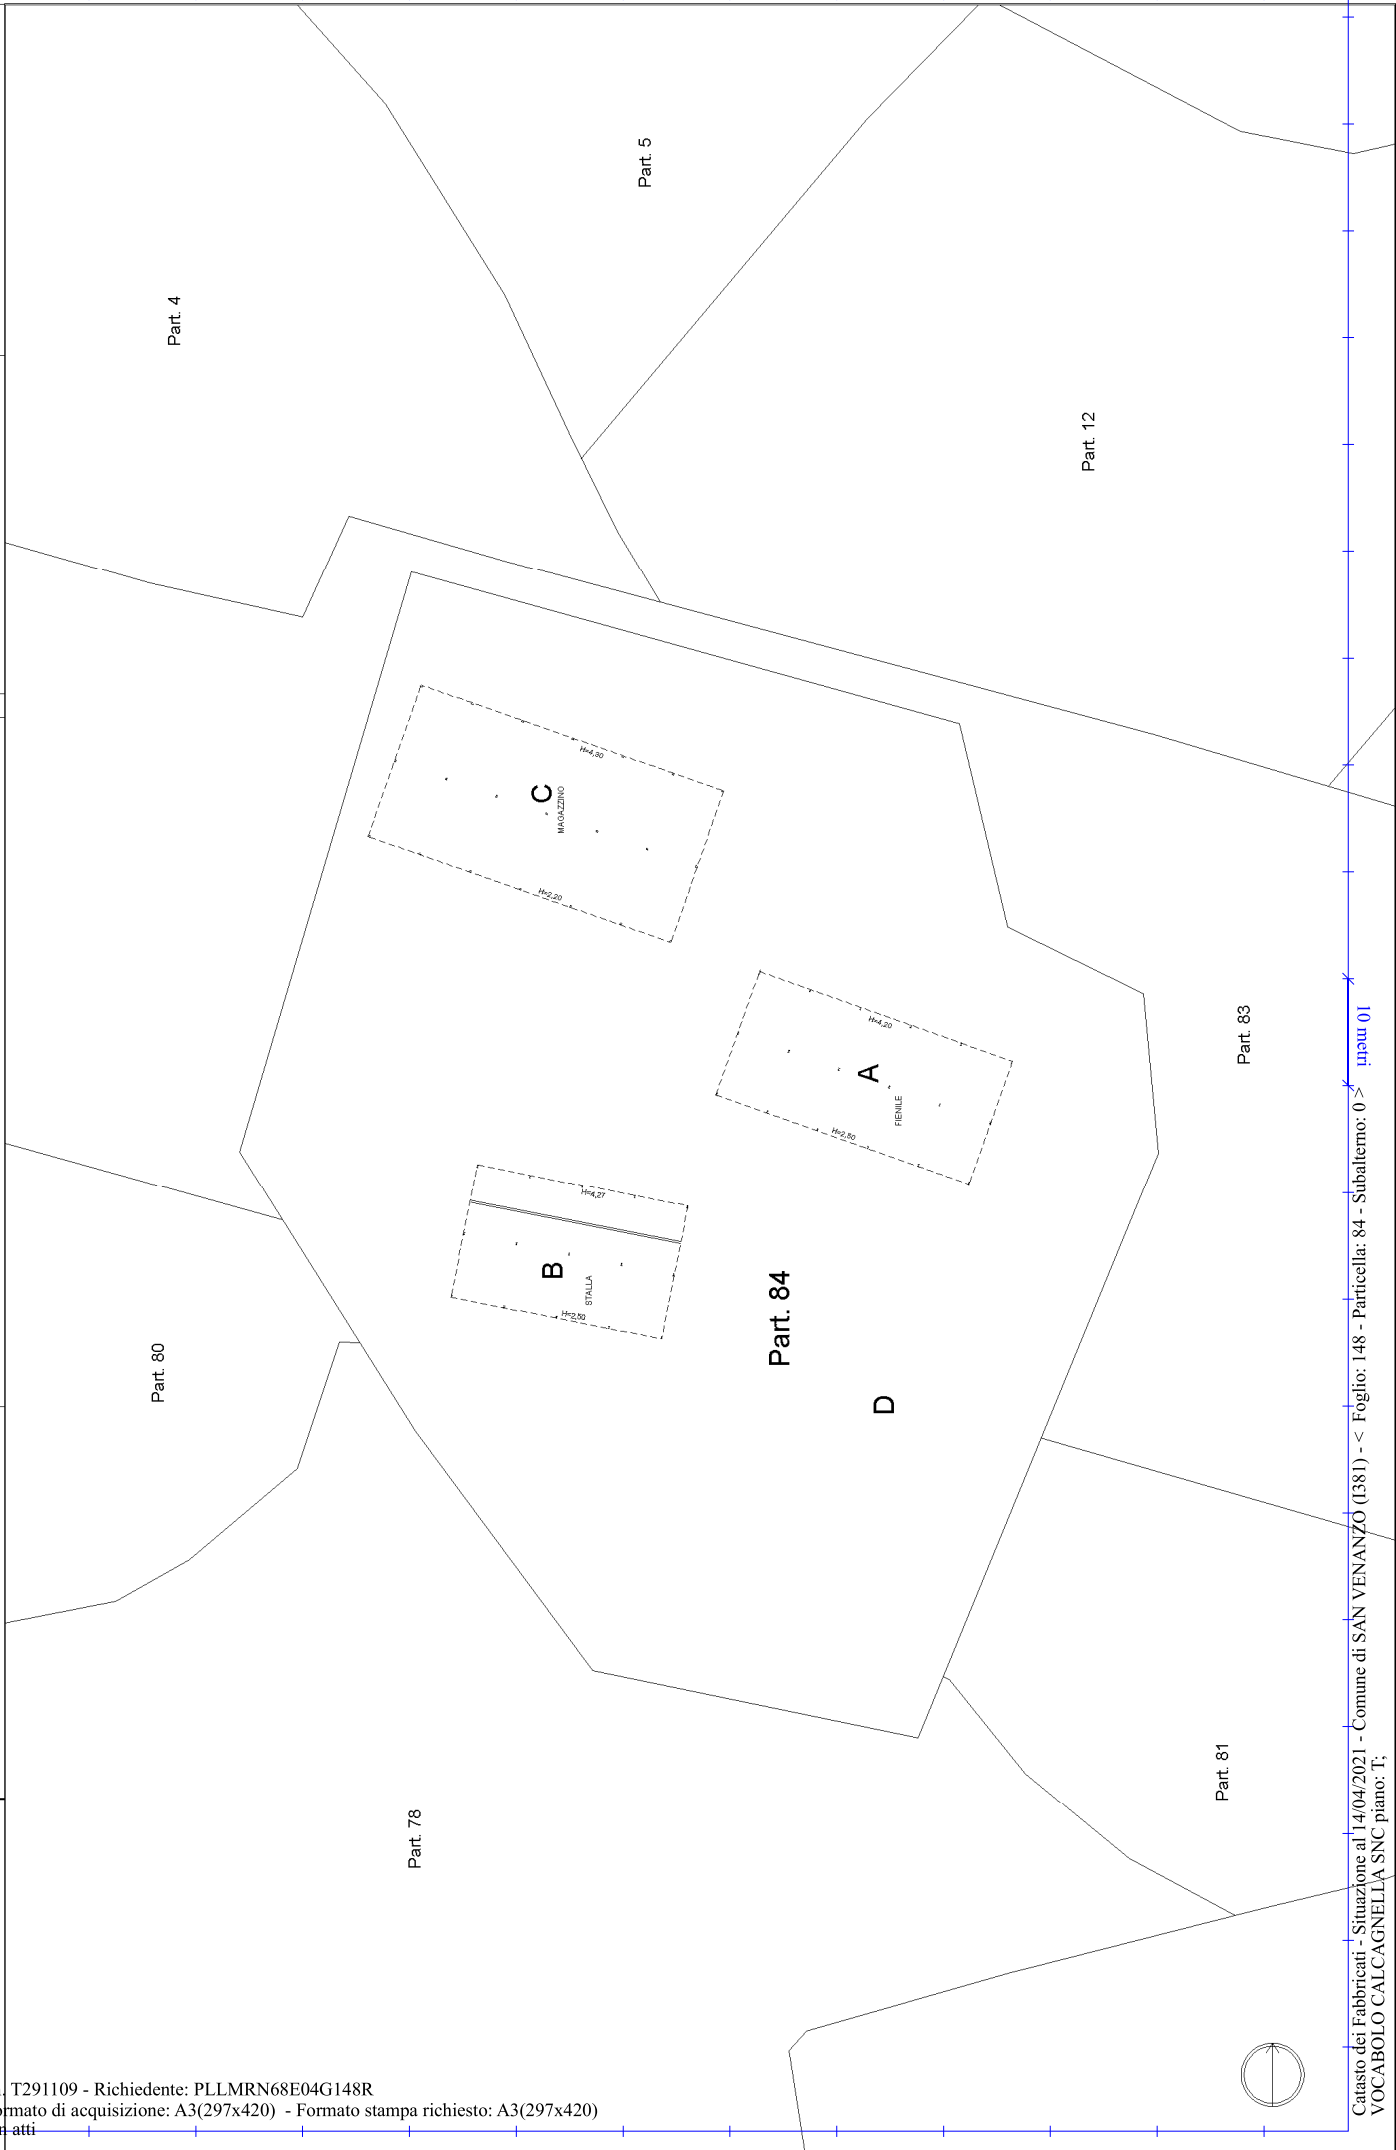 Part. 4
Part. 5
Part. 12
C
MAGAZZINO
H=4,30
H=2,20
A
FIENILE
H=4,20
H=2,50
B
STALLA
H=4,27
H=2,50
Part. 84
D
Part. 80
Part. 83
Part. 78
Part. 81
10 metri
Catasto dei Fabbricati - Situazione al 14/04/2021 - Comune di SAN VENANZO (I381) - < Foglio: 148 - Particella: 84 - Subalterno: 0 >
VOCABOLO CALCAGNELLA SNC piano: T;
. T291109 - Richiedente: PLLMRN68E04G148R
rmato di acquisizione: A3(297x420) - Formato stampa richiesto: A3(297x420)
n atti